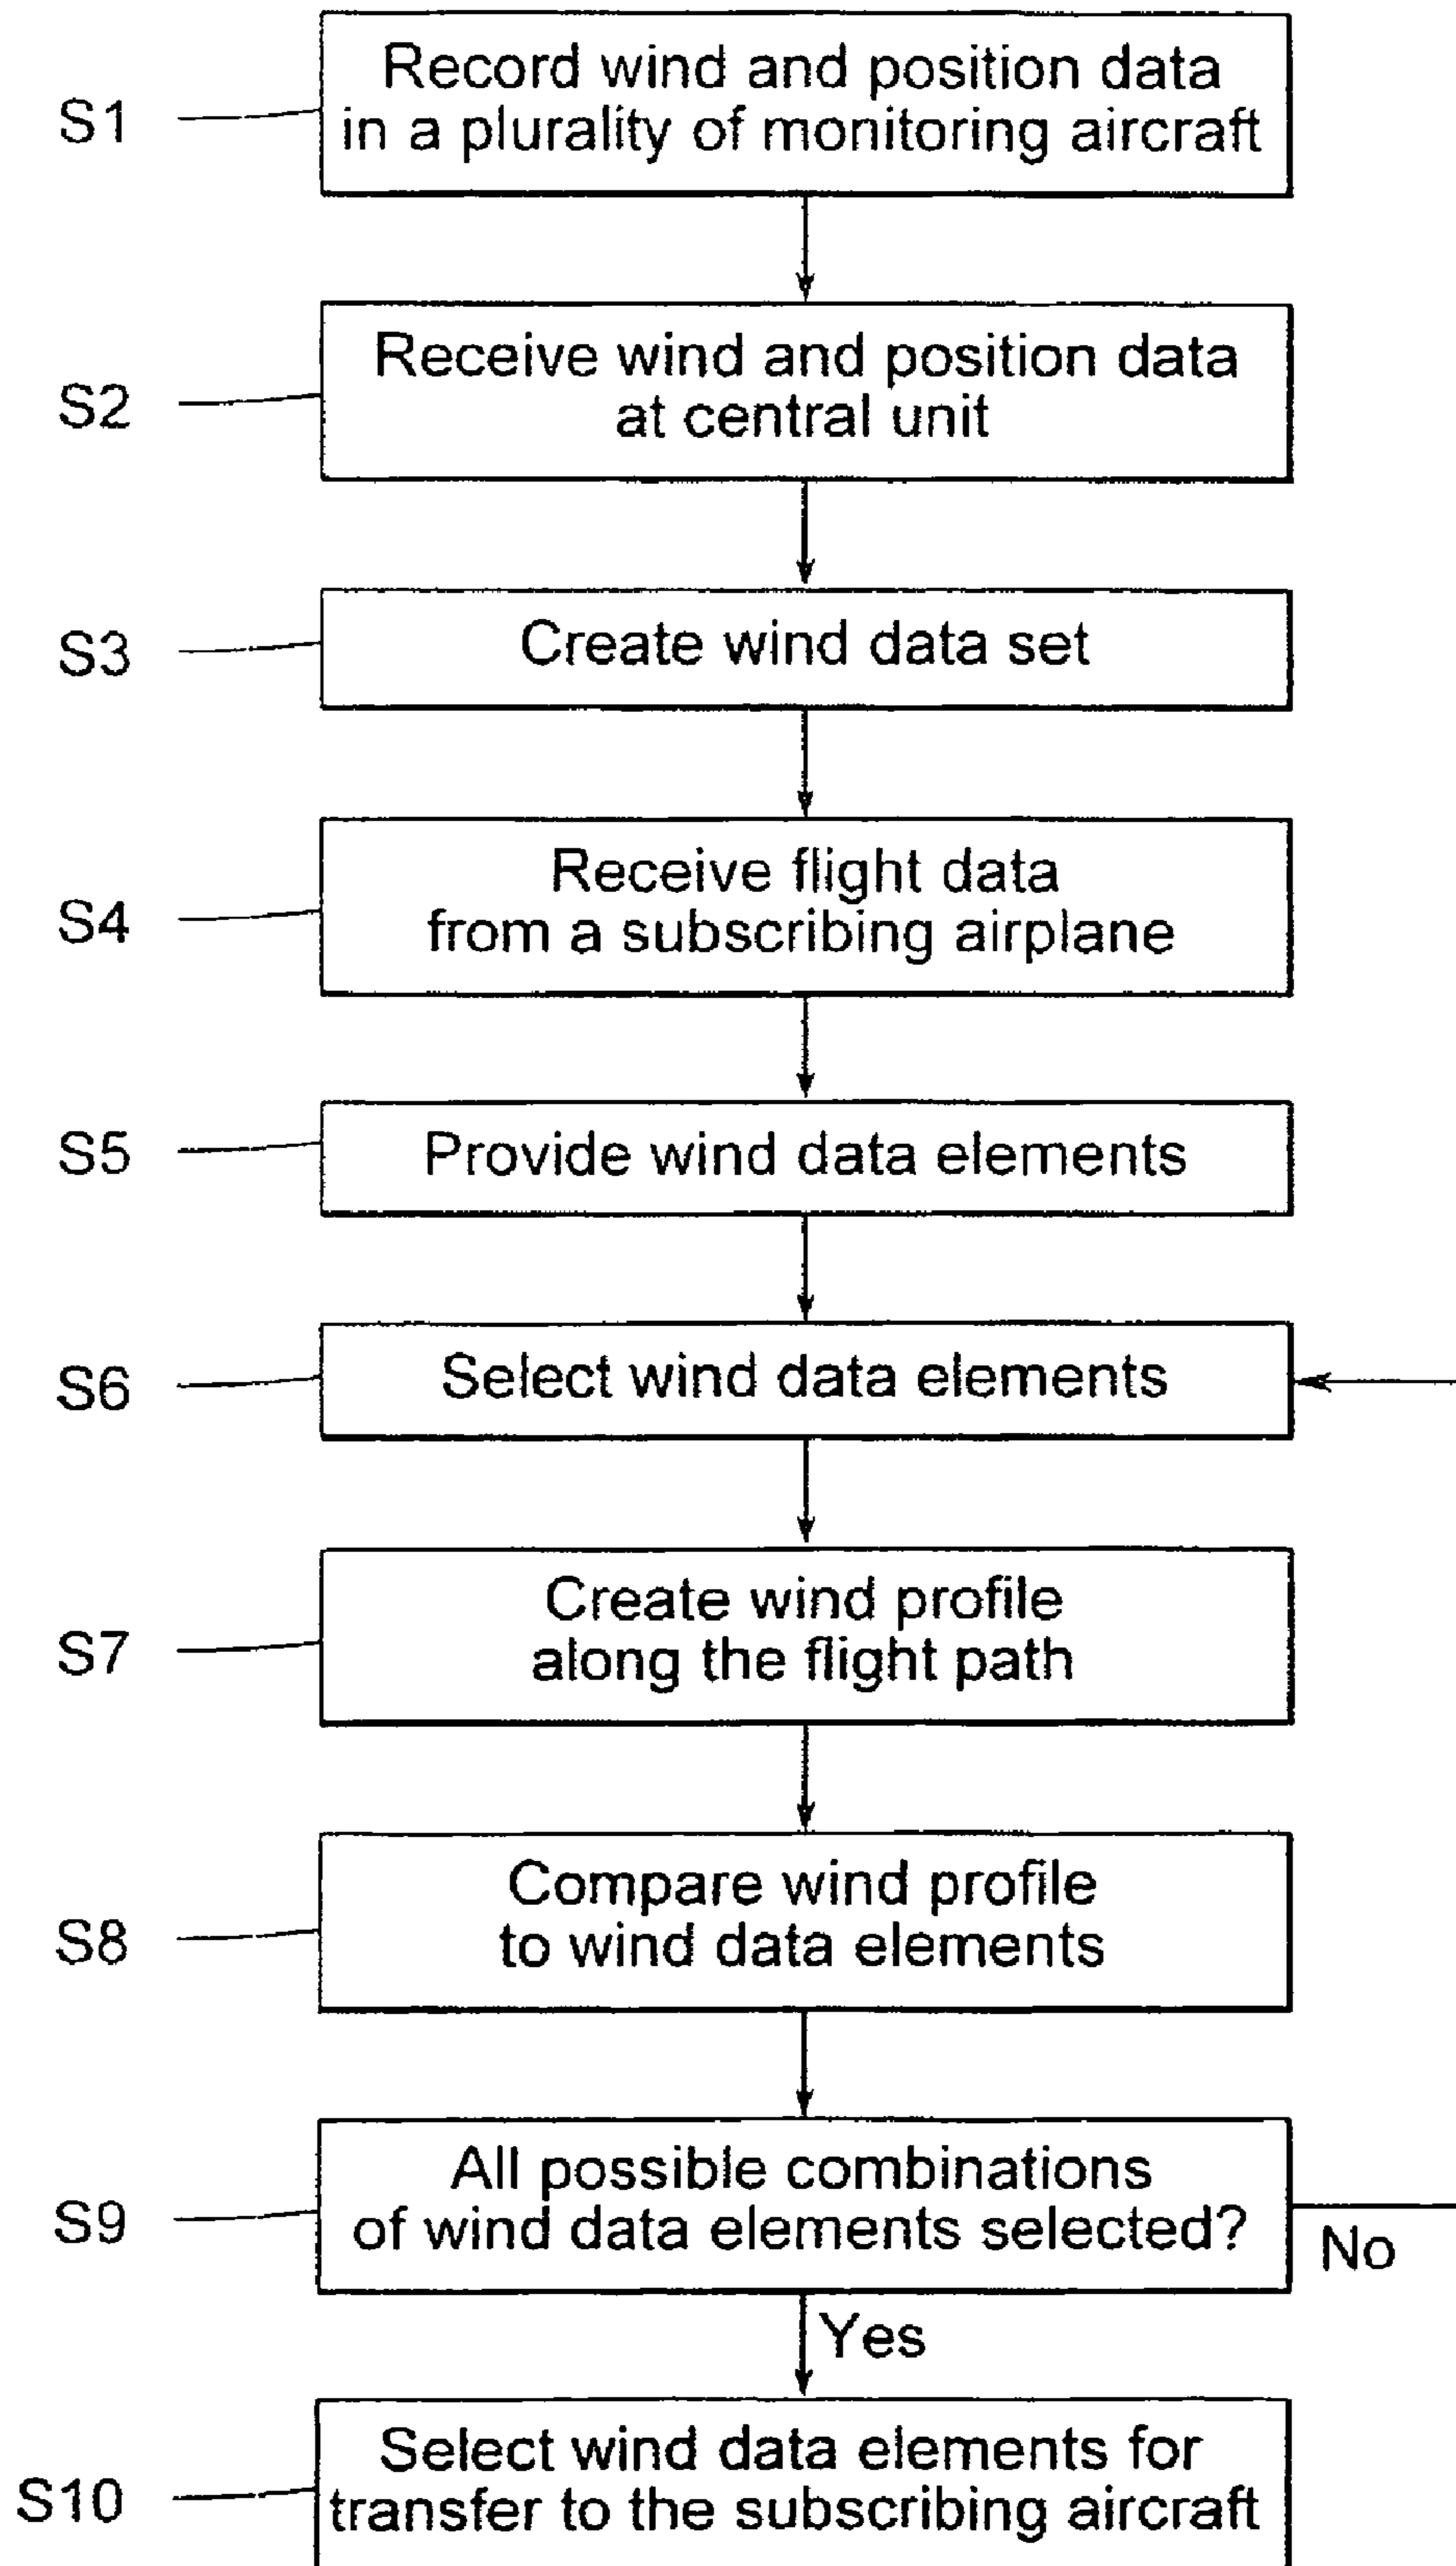 S1
Record wind and position data
in a plurality of monitoring aircraft
S2
Receive wind and position data
at central unit
S3
Create wind data set
S4
Receive flight data
from a subscribing airplane
S5
Provide wind data elements
S6
Select wind data elements
S7
Create wind profile
along the flight path
S8
Compare wind profile
to wind data elements
S9
All possible combinations
of wind data elements selected?
No
Yes
S10
Select wind data elements for
transfer to the subscribing aircraft